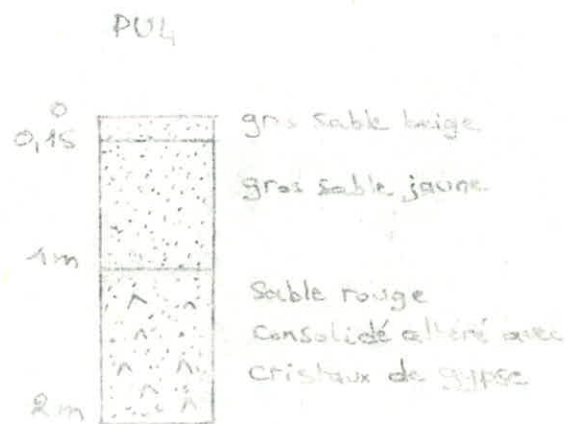 PU4
0
gros sable beige
0,15
gros sable jaune
1m
Sable rouge
consolidé altéré avec
cristaux de gypse
2m